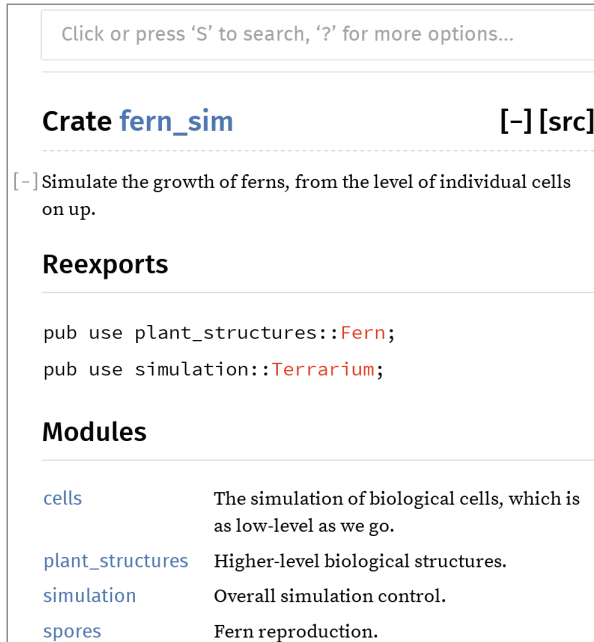 Click or press ‘S’ to search, ‘?’ for more options...
Crate fern_sim [−] [src]
[−] Simulate the growth of ferns, from the level of individual cells
on up.
Reexports
pub use plant_structures::Fern;
pub use simulation::Terrarium;
Modules
cells The simulation of biological cells, which is
as low-level as we go.
plant_structures Higher-level biological structures.
simulation Overall simulation control.
spores Fern reproduction.